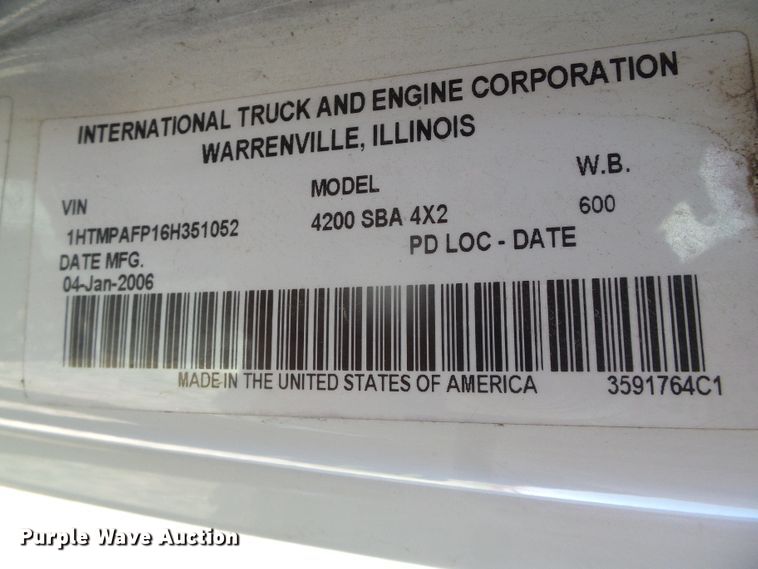 INTERNATIONAL TRUCK AND ENGINE CORPORATION
WARRENVILLE, ILLINOIS
VIN MODEL W.B.
1HTMPAFP16H351052 4200 SBA 4X2 600
DATE MFG. PD LOC - DATE
04-Jan-2006
MADE IN THE UNITED STATES OF AMERICA 3591764C1
Purple Wave Auction